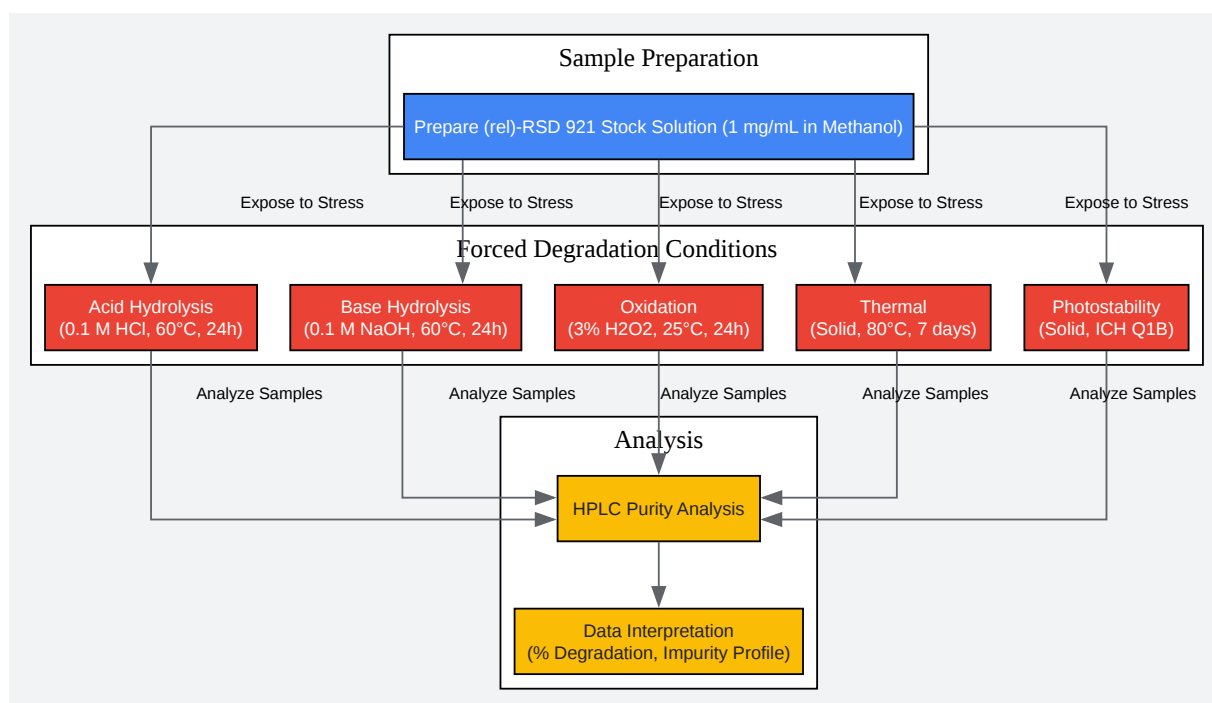 Sample Preparation
Prepare (rel)-RSD 921 Stock Solution (1 mg/mL in Methanol)
Expose to Stress
Expose to Stress
Expose to Stress
Expose to Stress
Expose to Stress
Forced Degradation Conditions
Acid Hydrolysis
(0.1 M HCl, 60°C, 24h)
Base Hydrolysis
(0.1 M NaOH, 60°C, 24h)
Oxidation
(3% H2O2, 25°C, 24h)
Thermal
(Solid, 80°C, 7 days)
Photostability
(Solid, ICH Q1B)
Analyze Samples
Analyze Samples
Analyze Samples
Analyze Samples
Analyze Samples
Analysis
HPLC Purity Analysis
Data Interpretation
(% Degradation, Impurity Profile)